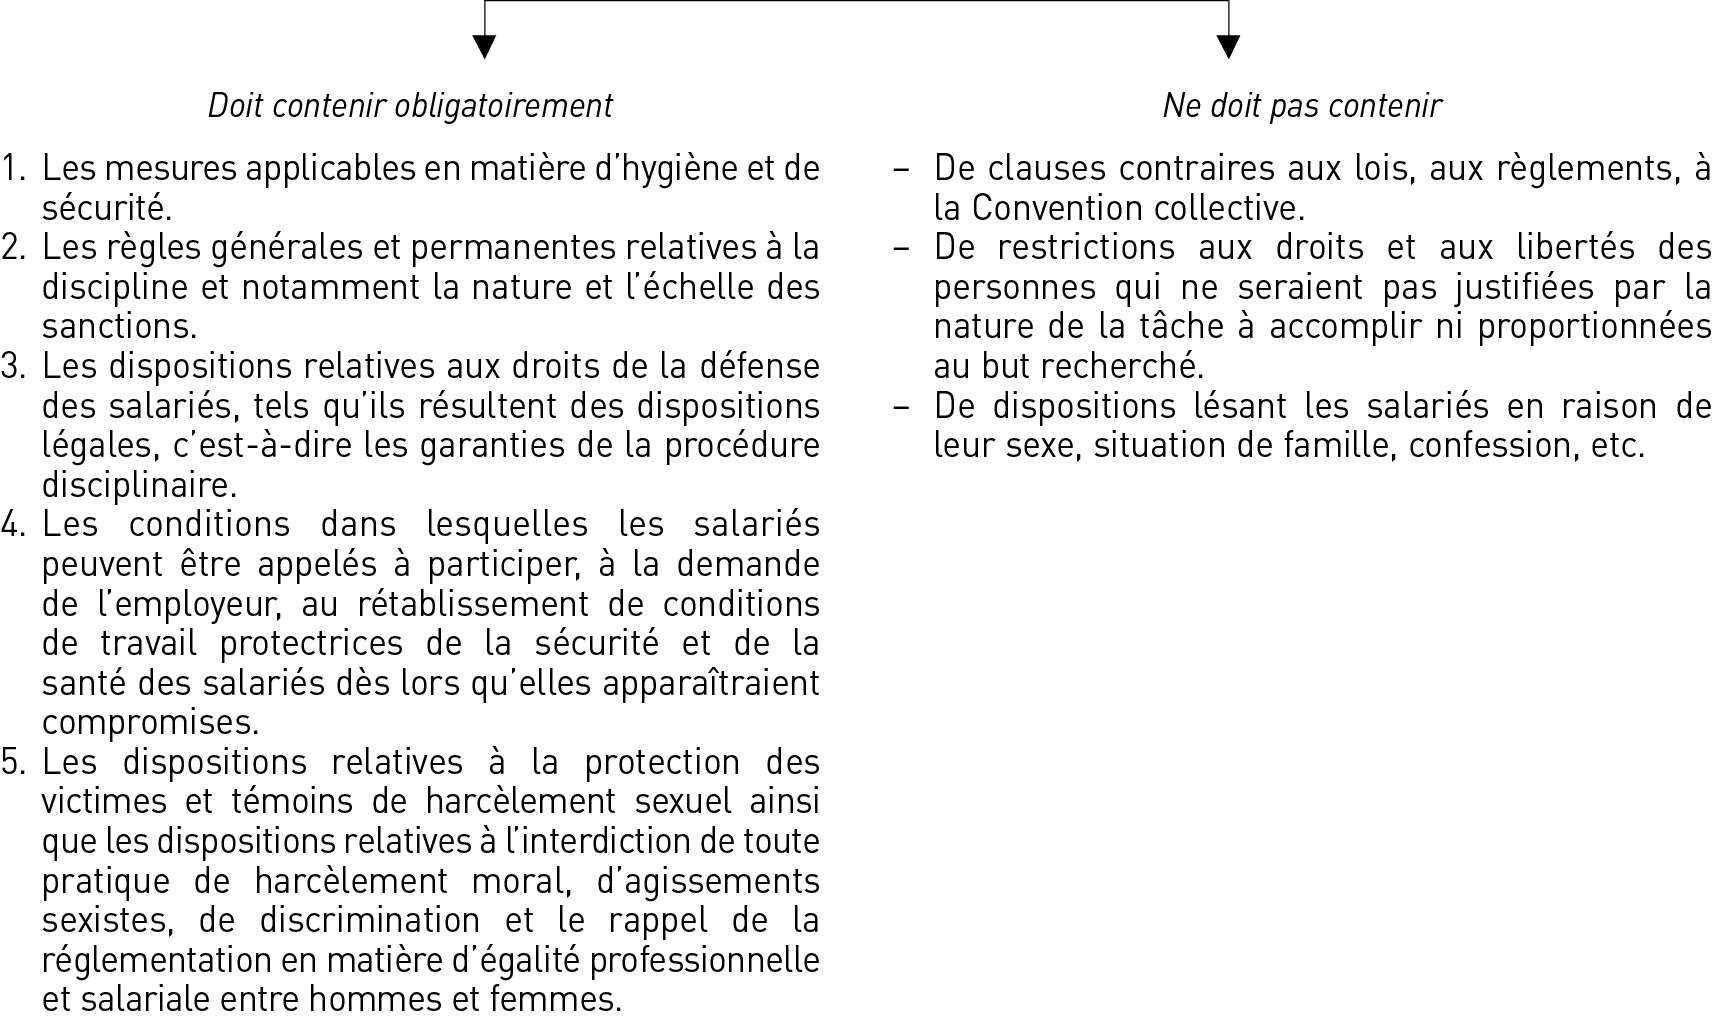 Doit contenir obligatoirement
1. Les mesures applicables en matière d’hygiène et de
sécurité.
2. Les règles générales et permanentes relatives à la
discipline et notamment la nature et l’échelle des
sanctions.
3. Les dispositions relatives aux droits de la défense
des salariés, tels qu’ils résultent des dispositions
légales, c’est-à-dire les garanties de la procédure
disciplinaire.
4. Les conditions dans lesquelles les salariés
peuvent être appelés à participer, à la demande
de l’employeur, au rétablissement de conditions
de travail protectrices de la sécurité et de la
santé des salariés dès lors qu’elles apparaîtraient
compromises.
5. Les dispositions relatives à la protection des
victimes et témoins de harcèlement sexuel ainsi
que les dispositions relatives à l’interdiction de toute
pratique de harcèlement moral, d’agissements
sexistes, de discrimination et le rappel de la
réglementation en matière d’égalité professionnelle
et salariale entre hommes et femmes.
Ne doit pas contenir
– De clauses contraires aux lois, aux règlements, à
la Convention collective.
– De restrictions aux droits et aux libertés des
personnes qui ne seraient pas justifiées par la
nature de la tâche à accomplir ni proportionnées
au but recherché.
– De dispositions lésant les salariés en raison de
leur sexe, situation de famille, confession, etc.